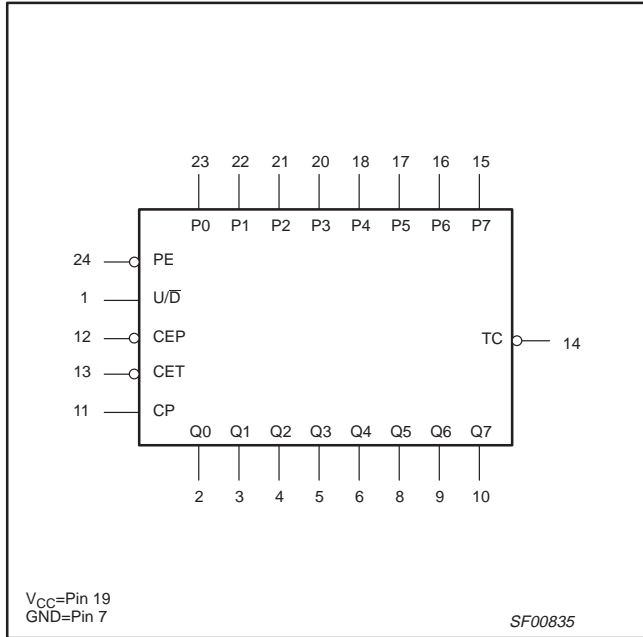 23 22 21 20 18 17 16 15
P0 P1 P2 P3 P4 P5 P6 P7
24 PE
1 U/D̅
12 CEP
TC 14
13 CET
11 CP
Q0 Q1 Q2 Q3 Q4 Q5 Q6 Q7
2 3 4 5 6 8 9 10
VCC=Pin 19
GND=Pin 7
SF00835